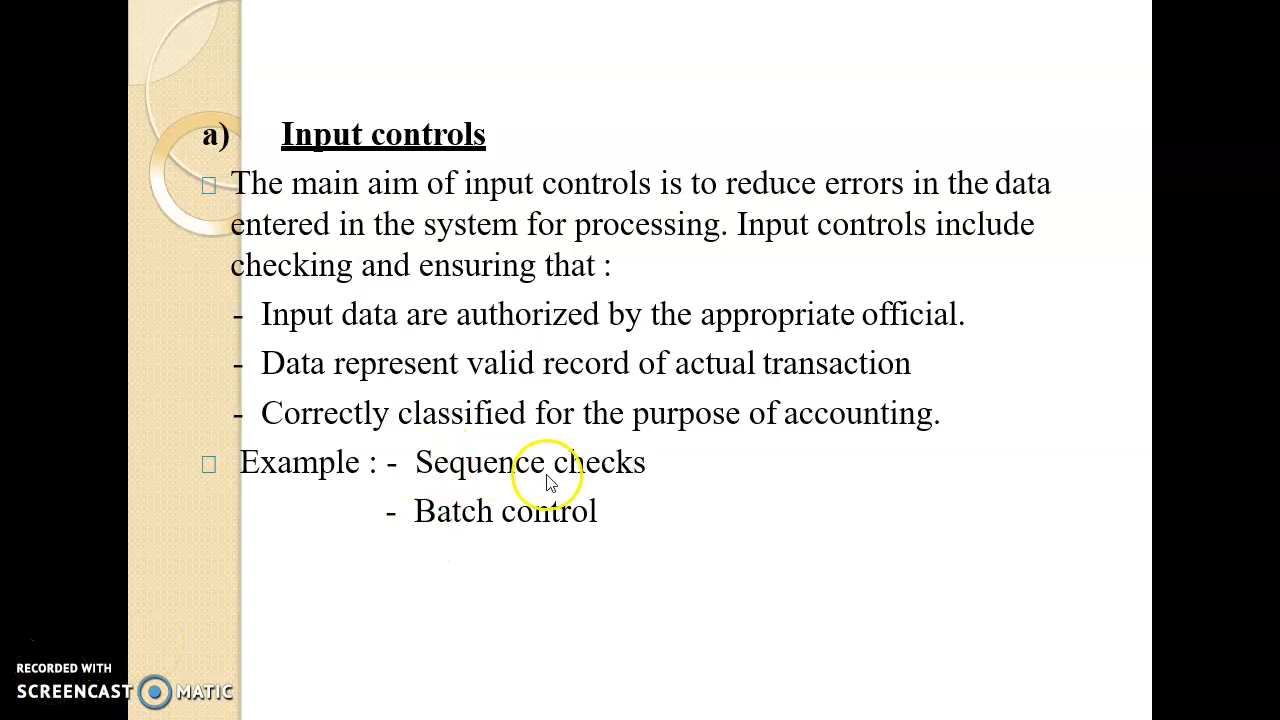 a) Input controls
The main aim of input controls is to reduce errors in the data
entered in the system for processing. Input controls include
checking and ensuring that :
- Input data are authorized by the appropriate official.
- Data represent valid record of actual transaction
- Correctly classified for the purpose of accounting.
Example : - Sequence checks
- Batch control
RECORDED WITH
SCREENCAST MATIC